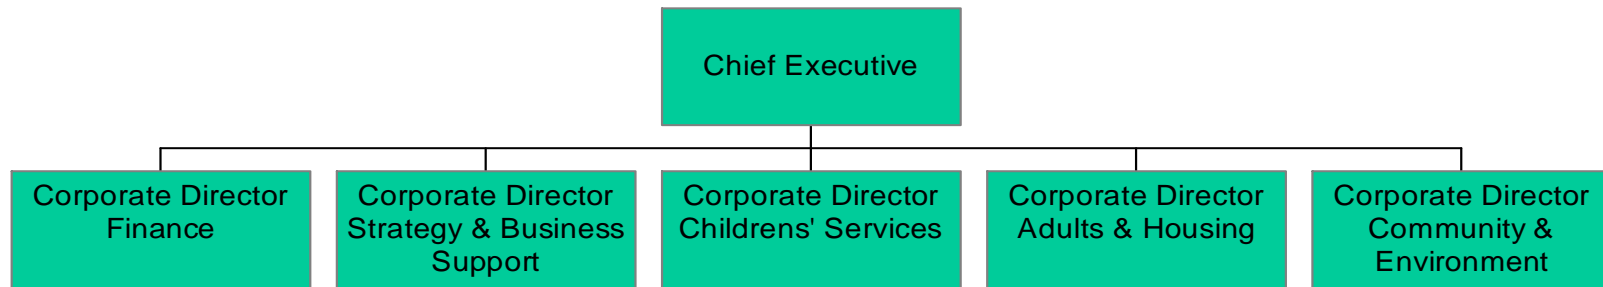 Chief Executive
Corporate Director
Finance
Corporate Director
Strategy & Business
Support
Corporate Director
Childrens' Services
Corporate Director
Adults & Housing
Corporate Director
Community &
Environment